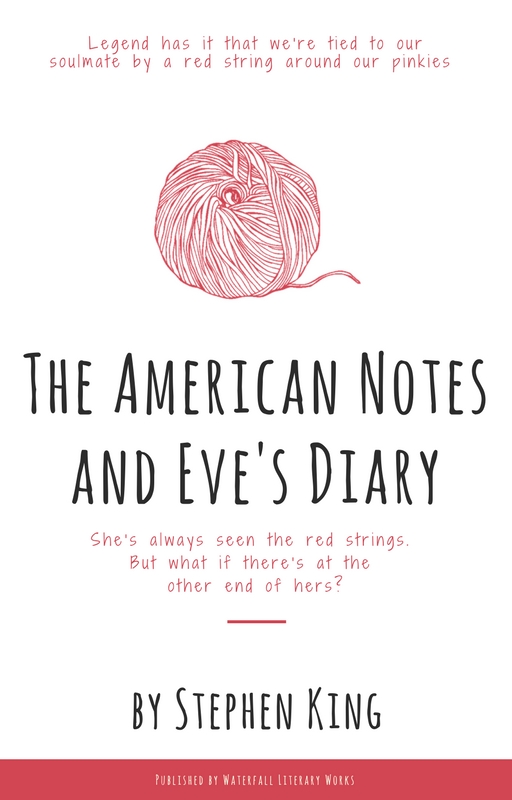 Legend has it that we're tied to our
soulmate by a red string around our pinkies
The American Notes
and Eve's Diary
She's always seen the red strings.
But what if there's at the
other end of hers?
by Stephen King
Published by Waterfall Literary Works